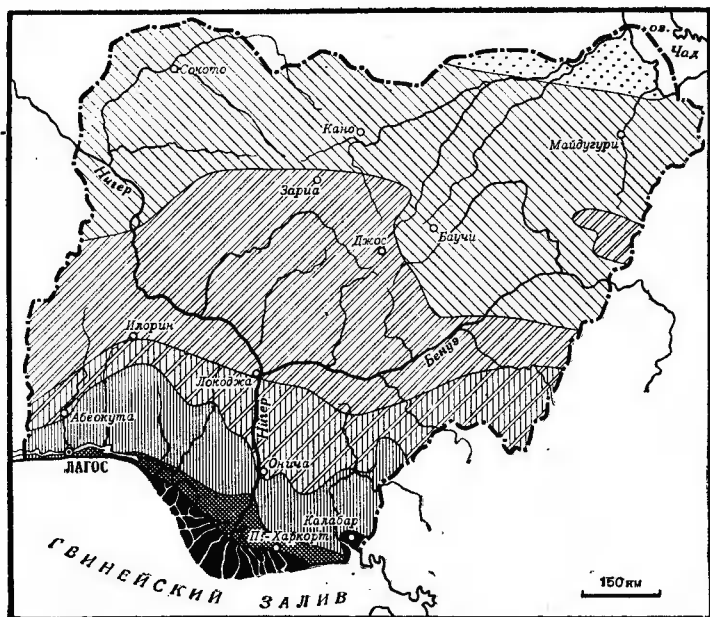 оз.
Чад
Сокото
Кано
Майдугури
Нигер
Зариа
Джос
Баучи
Илорин
Бенуэ
Локоджа
Абеокута
Нигер
ЛАГОС
Онича
Калабар
П.-Харкорт
ГВИНЕЙСКИЙ ЗАЛИВ
150 км